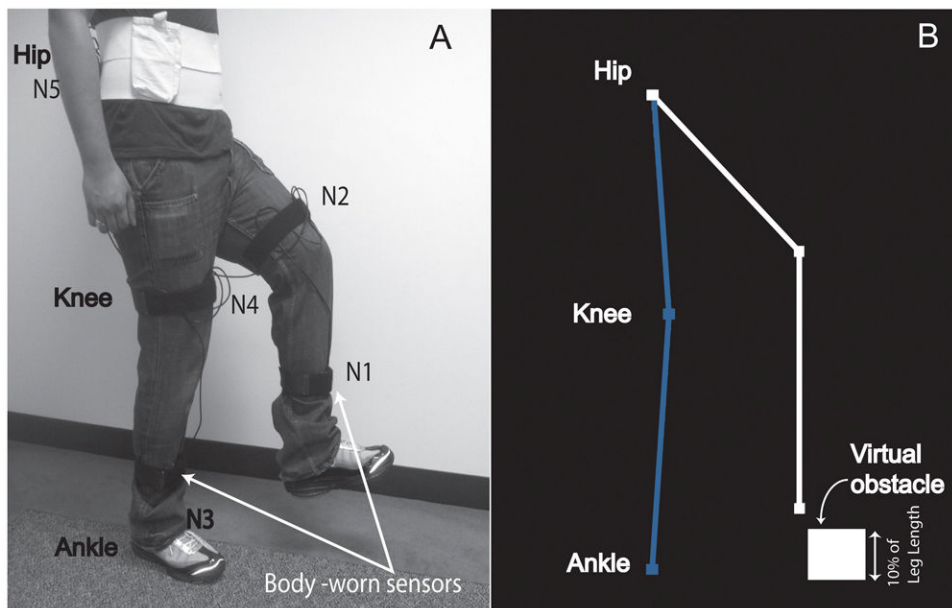 A
Hip
N5
N2
Knee
N4
N1
N3
Ankle
Body -worn sensors
B
Hip
Knee
Virtual
obstacle
10% of
Leg Length
Ankle